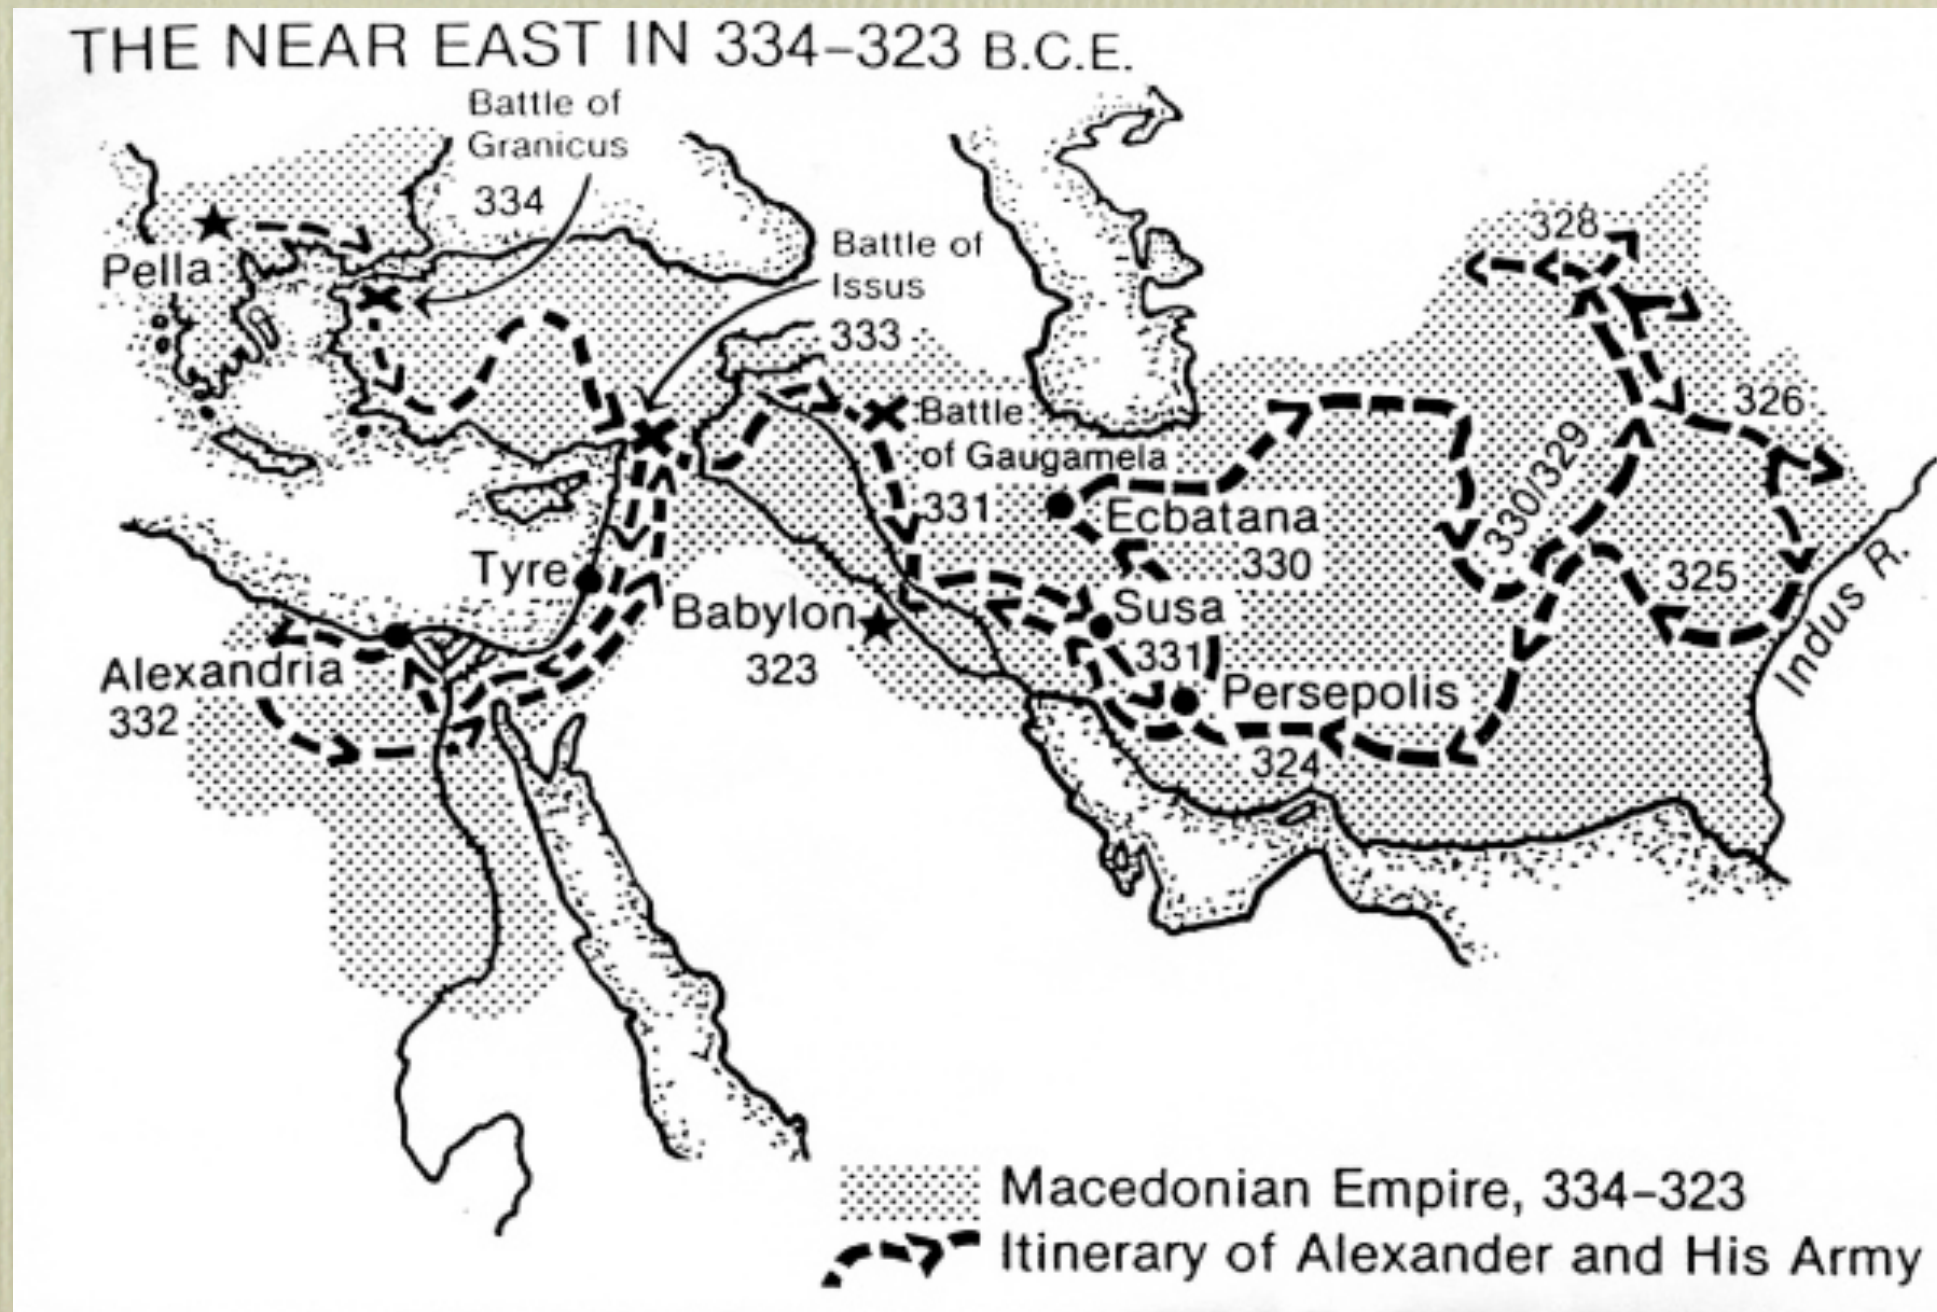 THE NEAR EAST IN 334–323 B.C.E.
Battle of
Granicus
334
Pella
Battle of
Issus
333
328
326
Battle
of Gaugamela
331
330/329
Ecbatana
330
Tyre
Babylon
323
Susa
331
325
Indus R.
Alexandria
332
Persepolis
324
Macedonian Empire, 334–323
Itinerary of Alexander and His Army